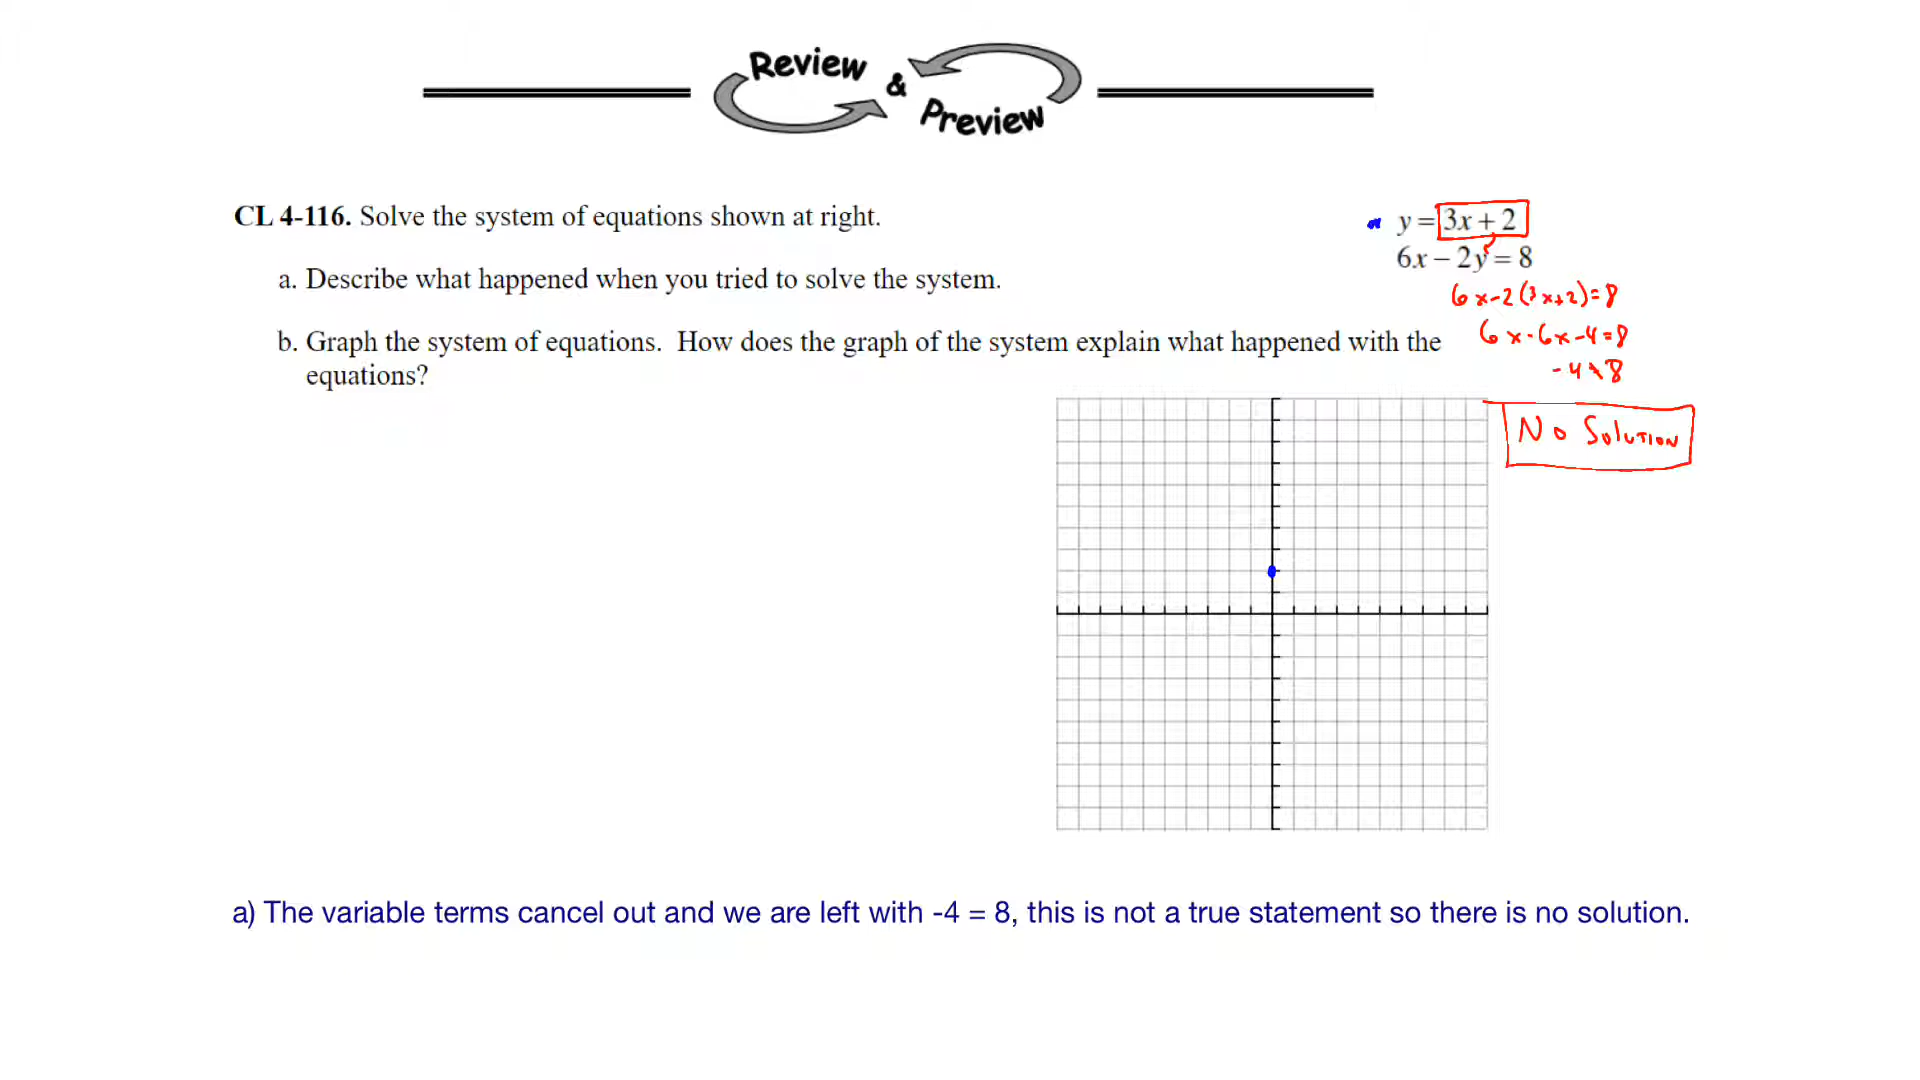 Review
&
Preview
CL 4-116. Solve the system of equations shown at right.
y = 3x + 2
6x – 2y = 8
a. Describe what happened when you tried to solve the system.
6x-2(3x+2)=8
b. Graph the system of equations. How does the graph of the system explain what happened with the
equations?
6x-6x-4=8
No Solution
a) The variable terms cancel out and we are left with -4 = 8, this is not a true statement so there is no solution.